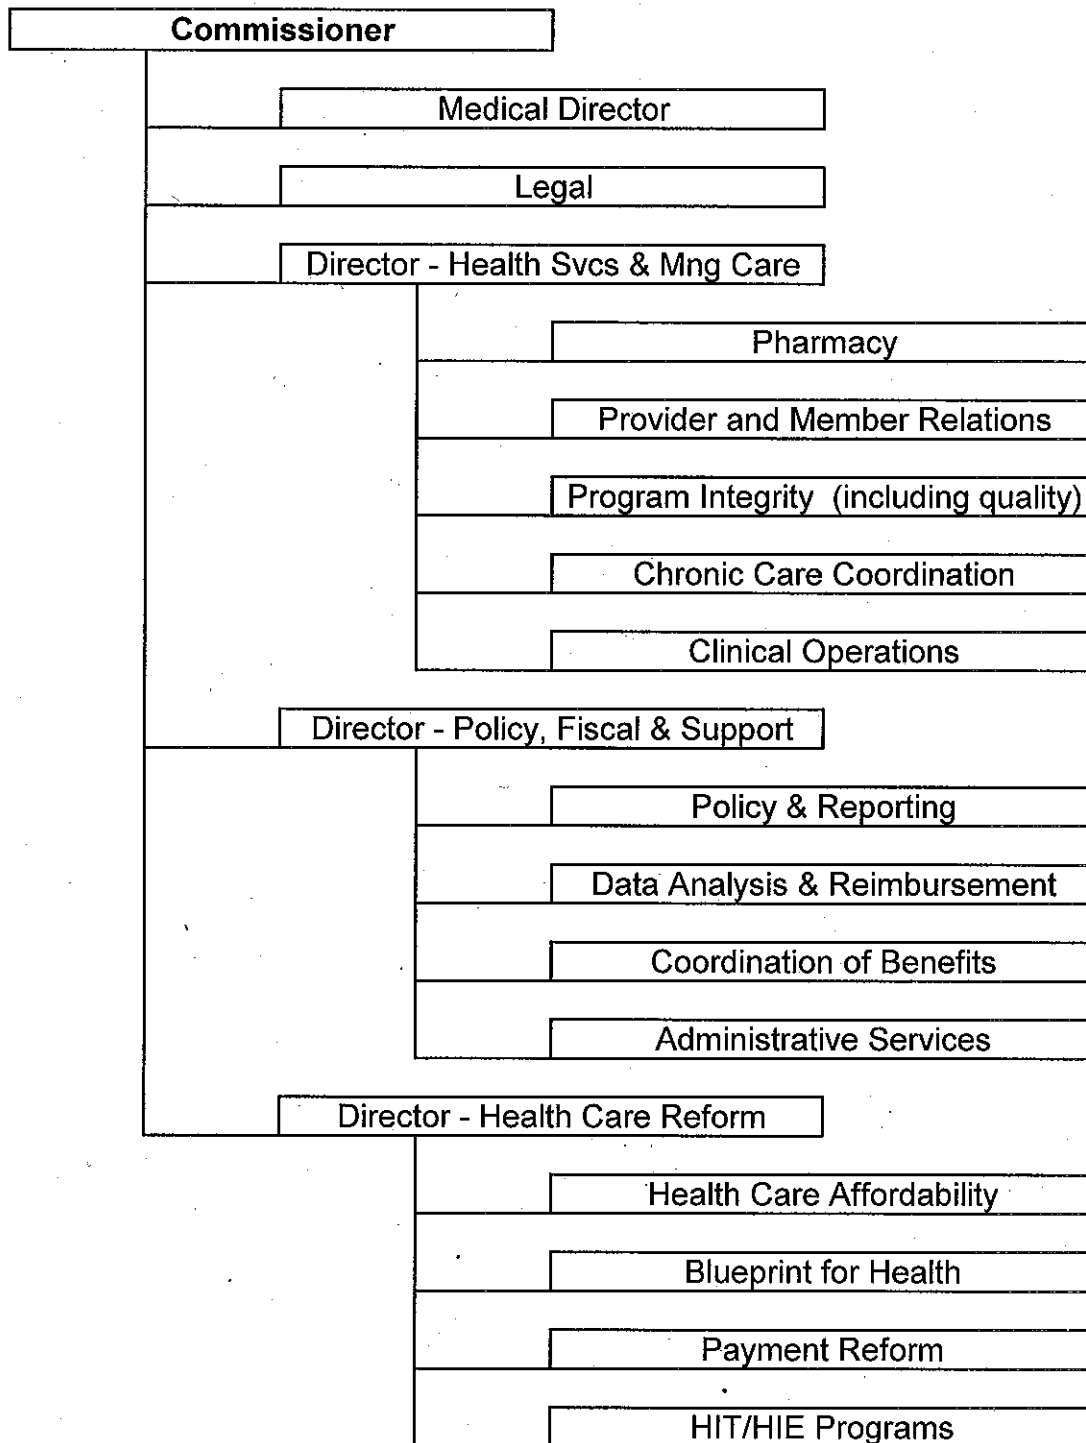 Commissioner
Medical Director
Legal
Director - Health Svcs & Mng Care
Pharmacy
Provider and Member Relations
Program Integrity (including quality)
Chronic Care Coordination
Clinical Operations
Director - Policy, Fiscal & Support
Policy & Reporting
Data Analysis & Reimbursement
Coordination of Benefits
Administrative Services
Director - Health Care Reform
Health Care Affordability
Blueprint for Health
Payment Reform
HIT/HIE Programs